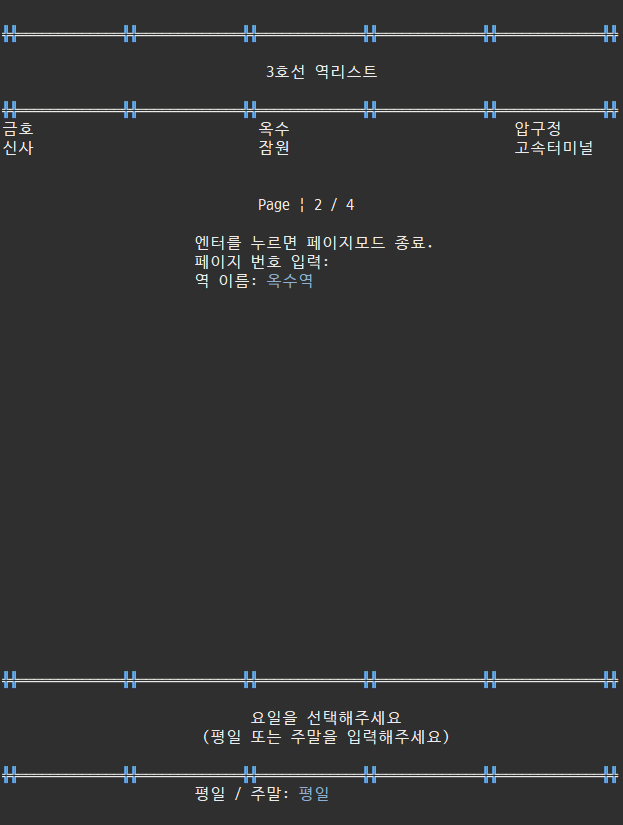 3호선 역리스트
금호 옥수 압구정
신사 잠원 고속터미널
Page ¦ 2 / 4
엔터를 누르면 페이지모드 종료.
페이지 번호 입력:
역 이름: 옥수역
요일을 선택해주세요
(평일 또는 주말을 입력해주세요)
평일 / 주말: 평일